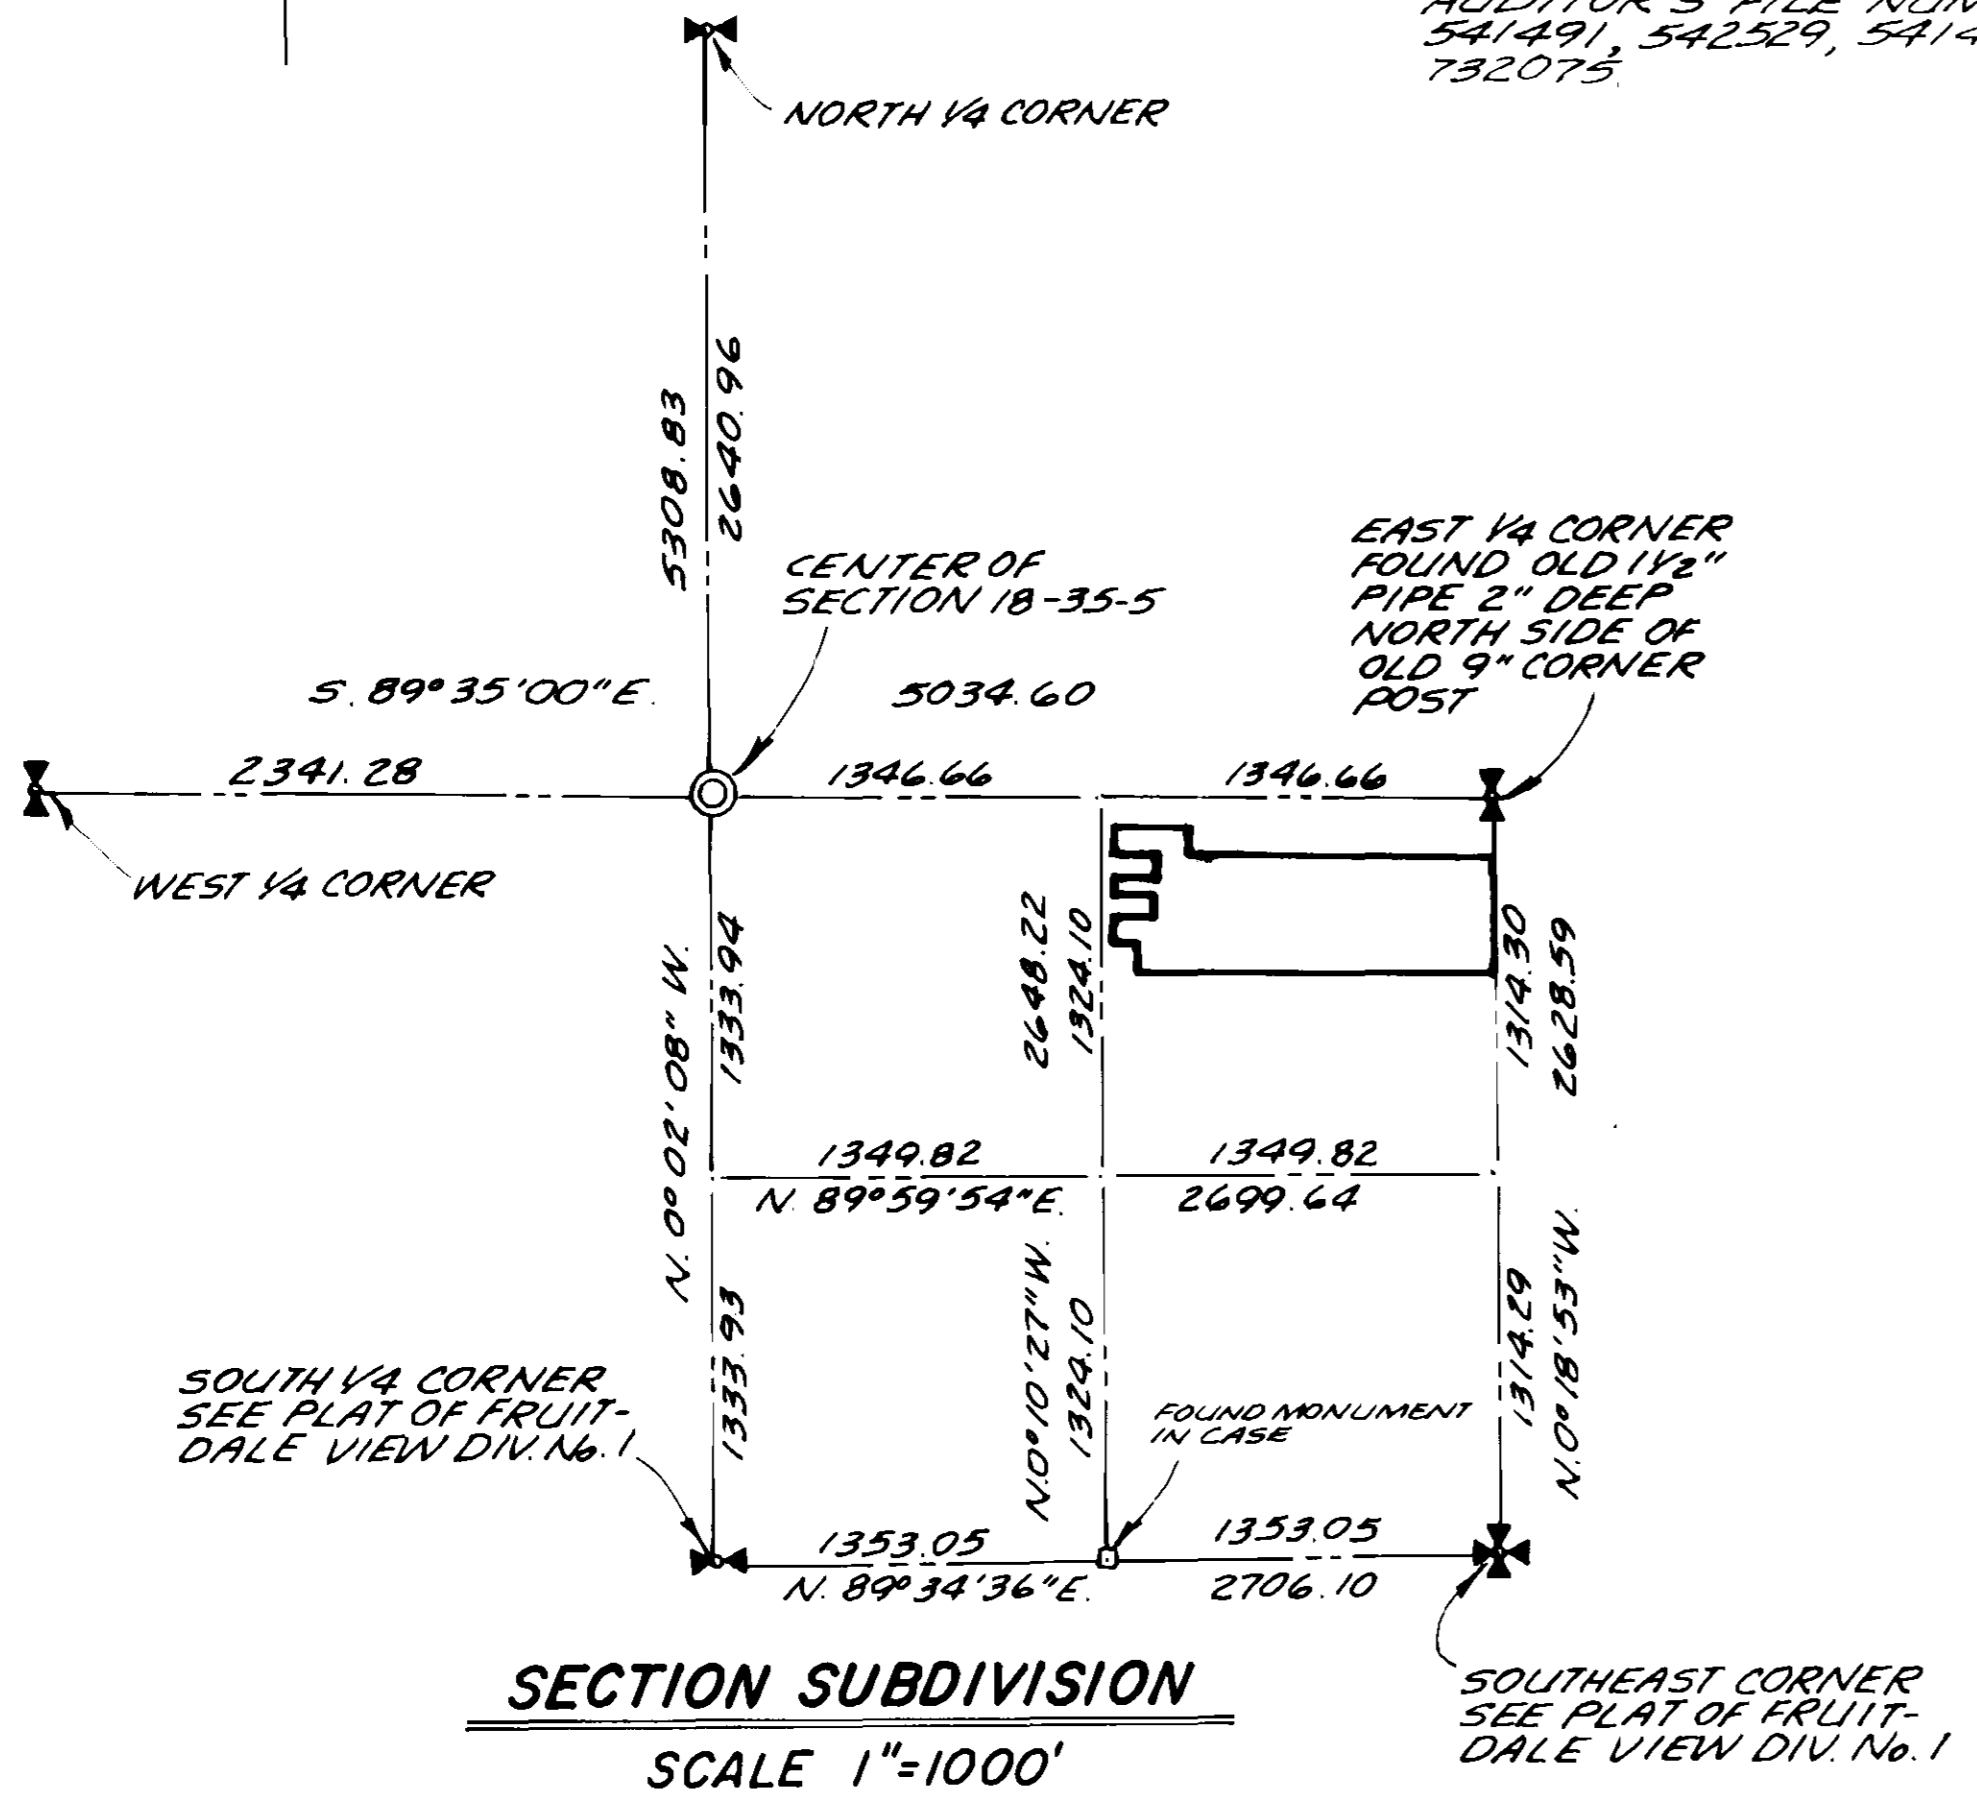 AUDITOR'S FILE
541491, 542529,
732075
NORTH 1/4 CORNER
5308.83
2640.96
CENTER OF
SECTION 18-35-5
EAST 1/4 CORNER
FOUND OLD 1 1/2"
PIPE 2" DEEP
NORTH SIDE OF
OLD 9" CORNER
POST
S. 89° 35' 00" E.
5034.60
2341.28
1346.66
1346.66
WEST 1/4 CORNER
N. 0° 02' 08" W.
1333.94
2648.22
1324.10
1314.30
2628.59
1349.82
1349.82
N. 89° 59' 54" E.
2699.64
1333.93
N. 0° 10' 27" W.
1324.10
1314.29
N. 0° 18' 53" W.
SOUTH 1/4 CORNER
SEE PLAT OF FRUIT-
DALE VIEW DIV. No. 1
FOUND MONUMENT
IN CASE
1353.05
1353.05
N. 89° 34' 36" E.
2706.10
SECTION SUBDIVISION
SCALE 1"=1000'
SOUTHEAST CORNER
SEE PLAT OF FRUIT-
DALE VIEW DIV. No. 1